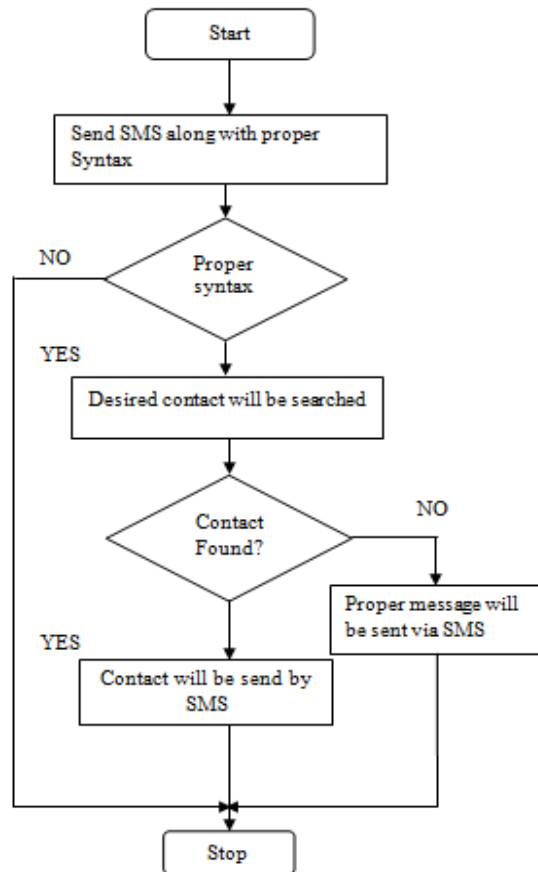 Start
Send SMS along with proper
Syntax
NO
Proper
syntax
YES
Desired contact will be searched
Contact
Found?
NO
Proper message will
be sent via SMS
YES
Contact will be send by
SMS
Stop